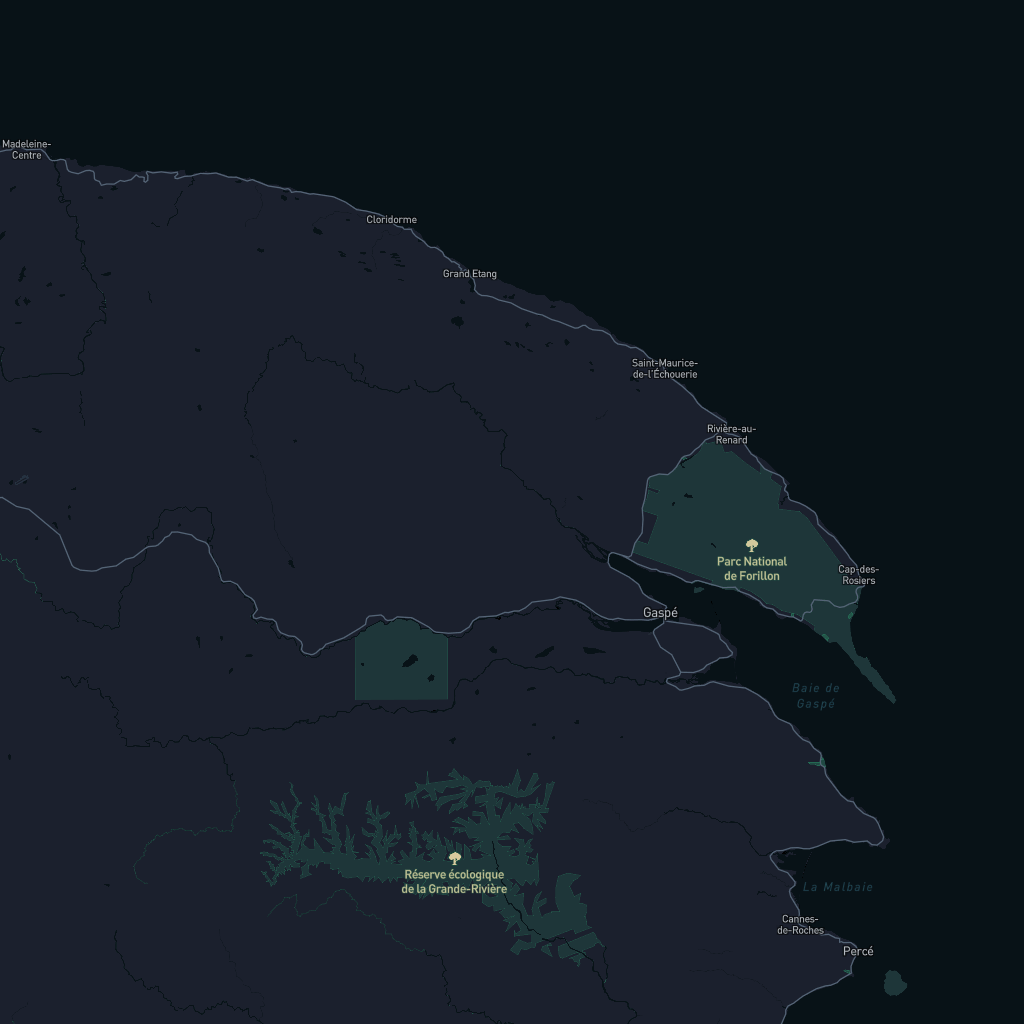 Madeleine-
Centre
Cloridorme
Grand Etang
Saint-Maurice-
de-l'Échouerie
Rivière-au-
Renard
Parc National
de Forillon
Cap-des-
Rosiers
Gaspé
Baie de
Gaspé
Réserve écologique
de la Grande-Rivière
La Malbaie
Cannes-
de-Roches
Percé